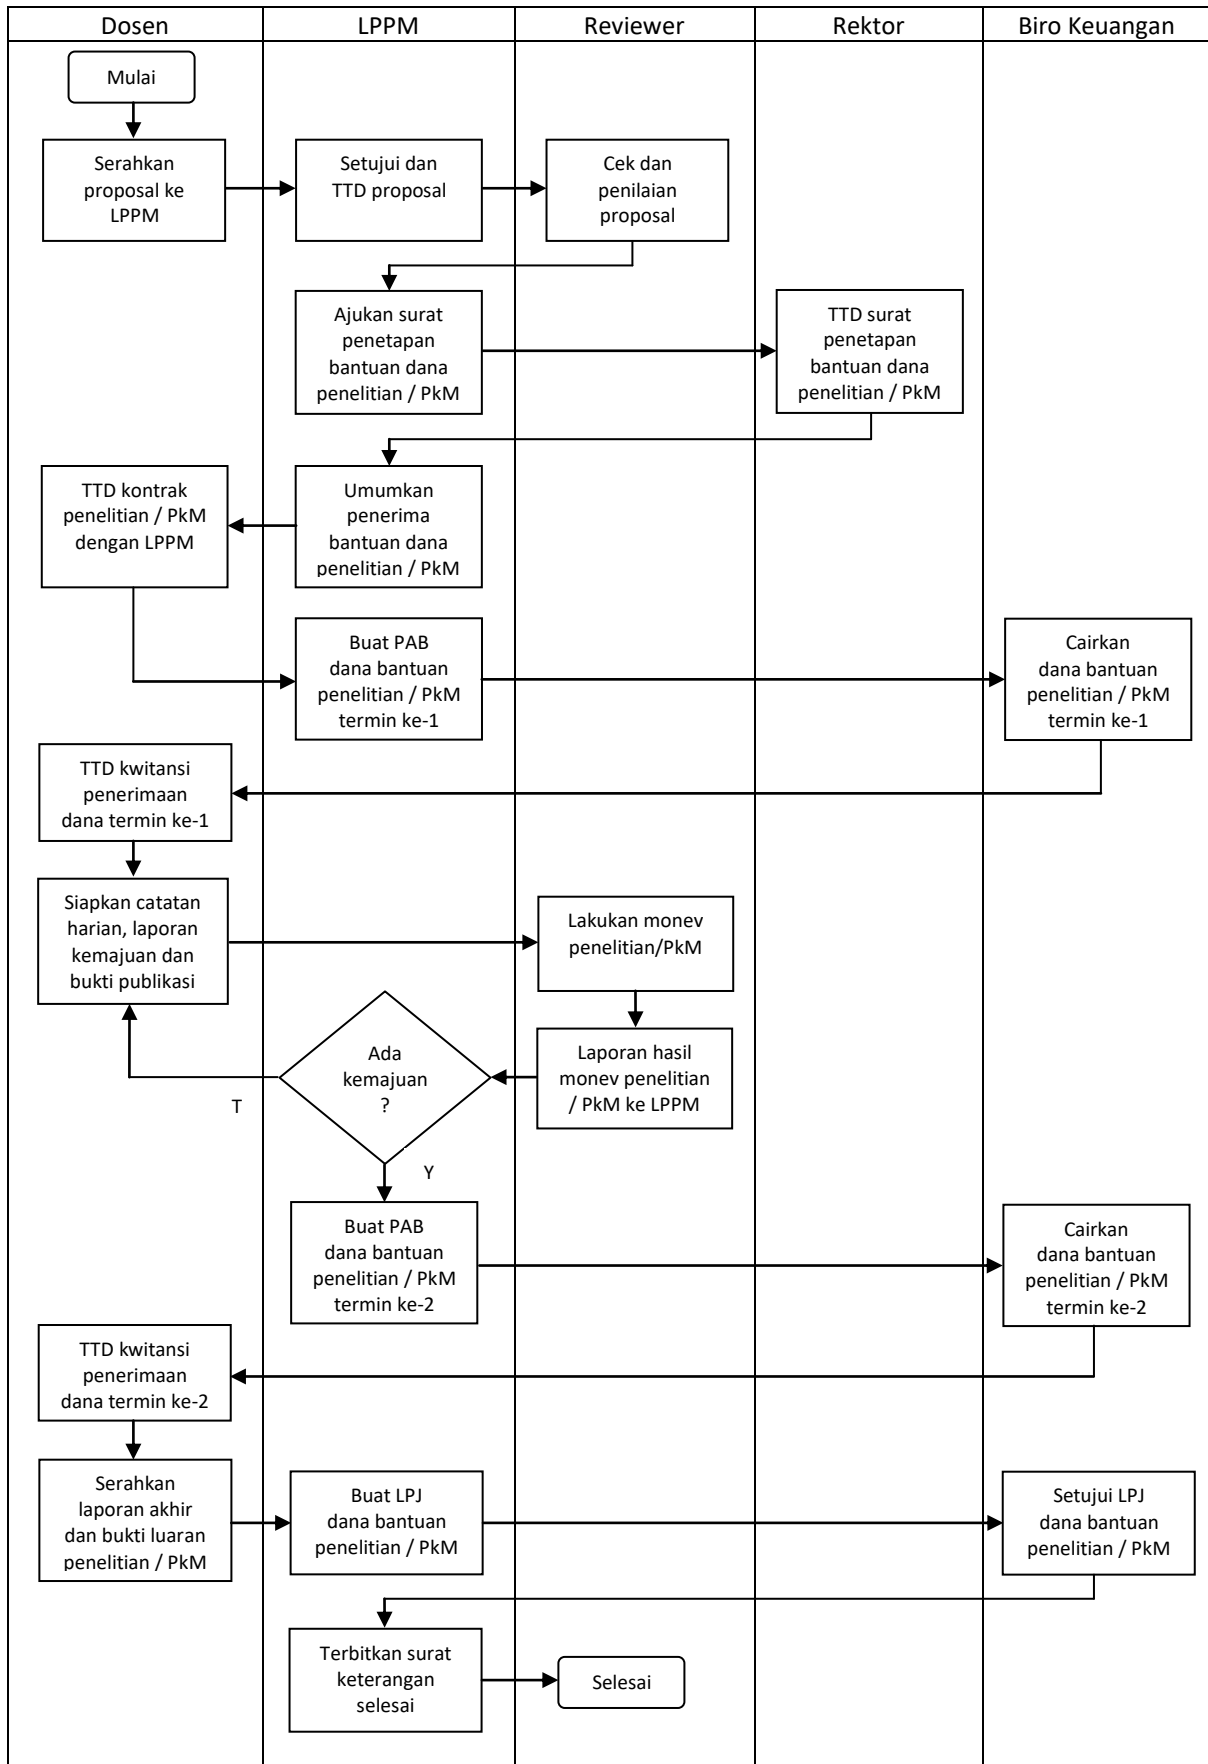 Dosen
LPPM
Reviewer
Rektor
Biro Keuangan
Mulai
Serahkan
proposal ke
LPPM
Setujui dan
TTD proposal
Cek dan
penilaian
proposal
Ajukan surat
penetapan
bantuan dana
penelitian / PkM
TTD surat
penetapan
bantuan dana
penelitian / PkM
Umumkan
penerima
bantuan dana
penelitian / PkM
TTD kontrak
penelitian / PkM
dengan LPPM
Buat PAB
dana bantuan
penelitian / PkM
termin ke-1
Cairkan
dana bantuan
penelitian / PkM
termin ke-1
TTD kwitansi
penerimaan
dana termin ke-1
Siapkan catatan
harian, laporan
kemajuan dan
bukti publikasi
Lakukan monev
penelitian/PkM
Laporan hasil
monev penelitian
/ PkM ke LPPM
Ada
kemajuan
?
T
Y
Buat PAB
dana bantuan
penelitian / PkM
termin ke-2
Cairkan
dana bantuan
penelitian / PkM
termin ke-2
TTD kwitansi
penerimaan
dana termin ke-2
Serahkan
laporan akhir
dan bukti luaran
penelitian / PkM
Buat LPJ
dana bantuan
penelitian / PkM
Setujui LPJ
dana bantuan
penelitian / PkM
Terbitkan surat
keterangan
selesai
Selesai